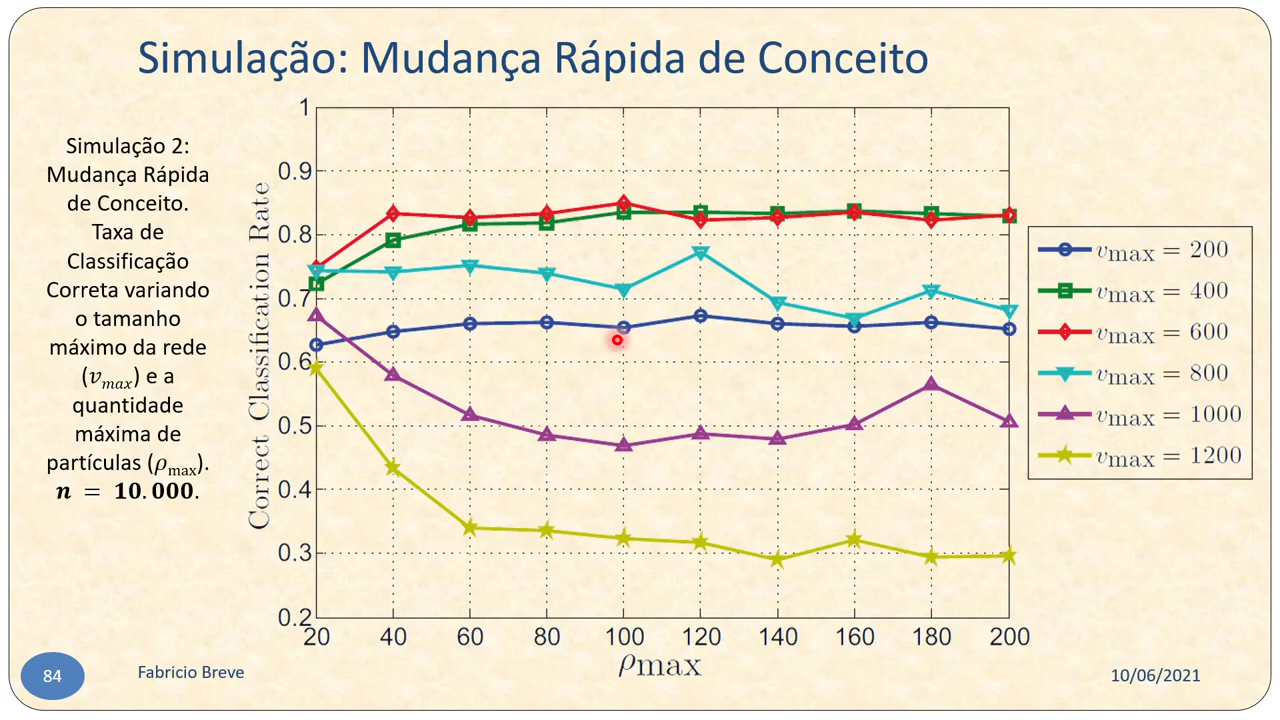 Simulação: Mudança Rápida de Conceito
Simulação 2:
Mudança Rápida
de Conceito.
Taxa de
Classificação
Correta variando
o tamanho
máximo da rede
(v_max) e a
quantidade
máxima de
partículas (ρ_max).
n = 10.000.
Correct Classification Rate
1
0.9
0.8
0.7
0.6
0.5
0.4
0.3
0.2
20 40 60 80 100 120 140 160 180 200
ρmax
vmax = 200
vmax = 400
vmax = 600
vmax = 800
vmax = 1000
vmax = 1200
84
Fabricio Breve
10/06/2021